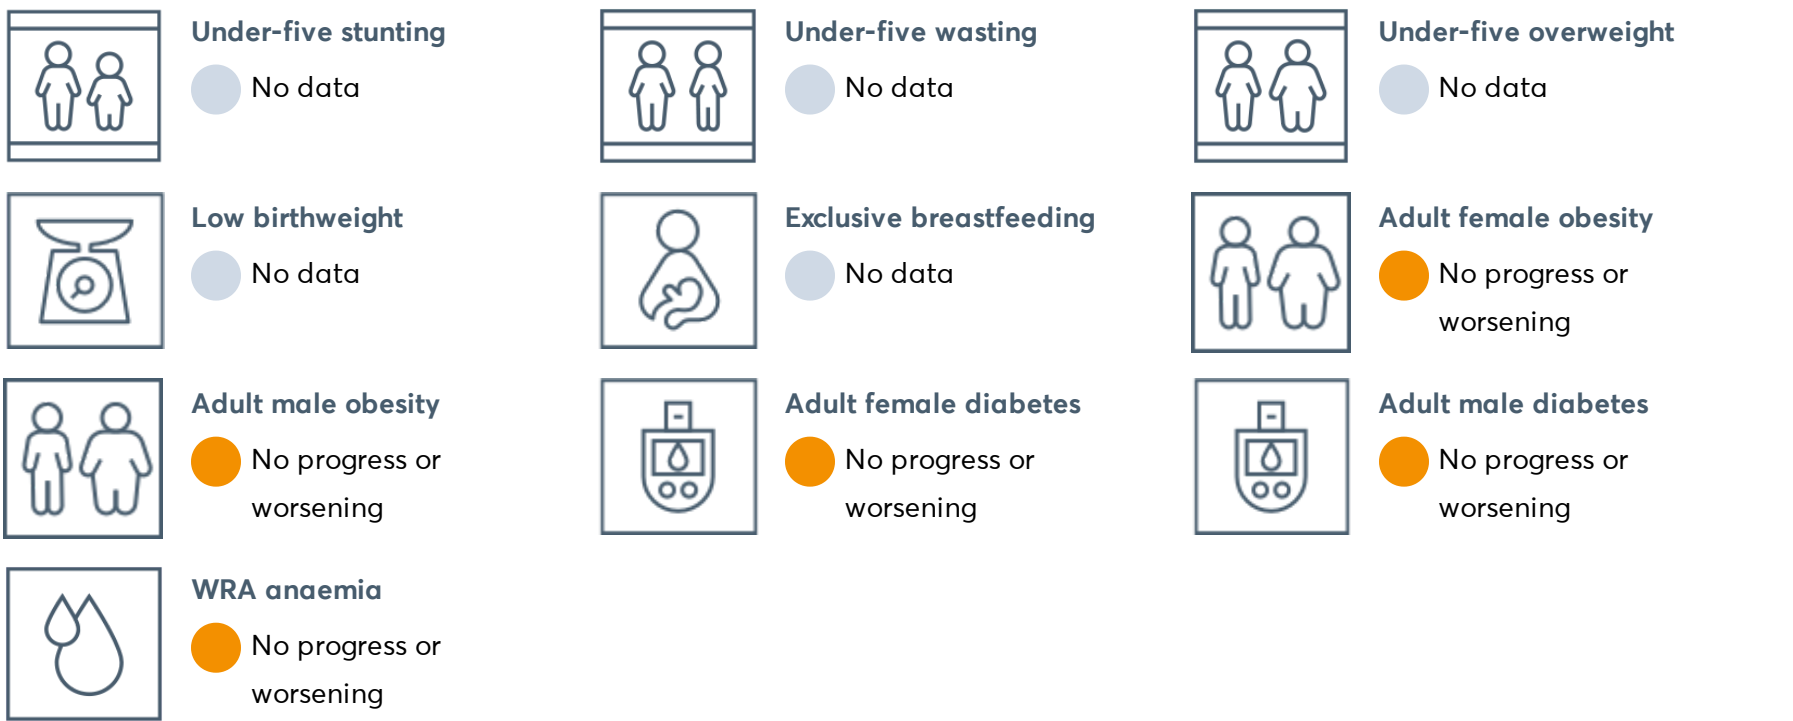 Under-five stunting
No data
Under-five wasting
No data
Under-five overweight
No data
Low birthweight
No data
Exclusive breastfeeding
No data
Adult female obesity
No progress or
worsening
Adult male obesity
No progress or
worsening
Adult female diabetes
No progress or
worsening
Adult male diabetes
No progress or
worsening
WRA anaemia
No progress or
worsening